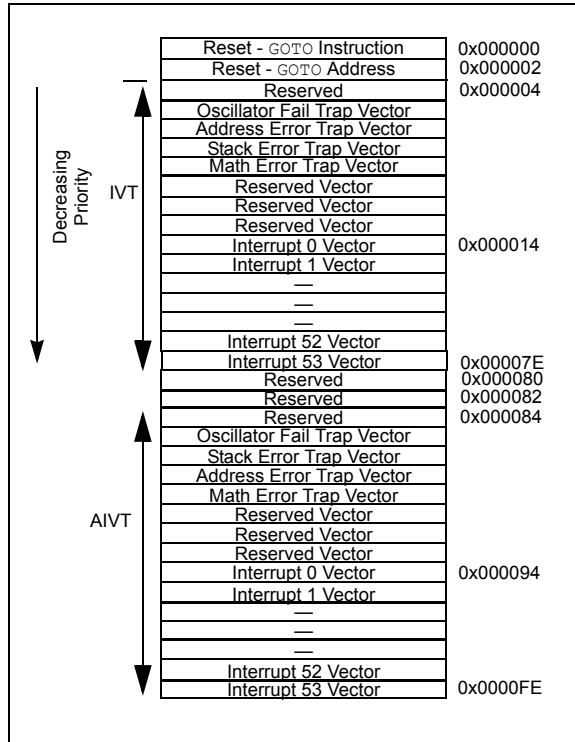 Reset - GOTO Instruction 0x000000
Reset - GOTO Address 0x000002
Reserved 0x000004
Oscillator Fail Trap Vector
Address Error Trap Vector
Stack Error Trap Vector
Math Error Trap Vector
Reserved Vector
Reserved Vector
Reserved Vector
Interrupt 0 Vector 0x000014
Interrupt 1 Vector
—
—
—
Interrupt 52 Vector
Interrupt 53 Vector 0x00007E
Decreasing
Priority
IVT
Reserved 0x000080
Reserved 0x000082
Reserved 0x000084
Oscillator Fail Trap Vector
Stack Error Trap Vector
Address Error Trap Vector
Math Error Trap Vector
Reserved Vector
Reserved Vector
Reserved Vector
Interrupt 0 Vector 0x000094
Interrupt 1 Vector
—
—
—
Interrupt 52 Vector
Interrupt 53 Vector 0x0000FE
AIVT